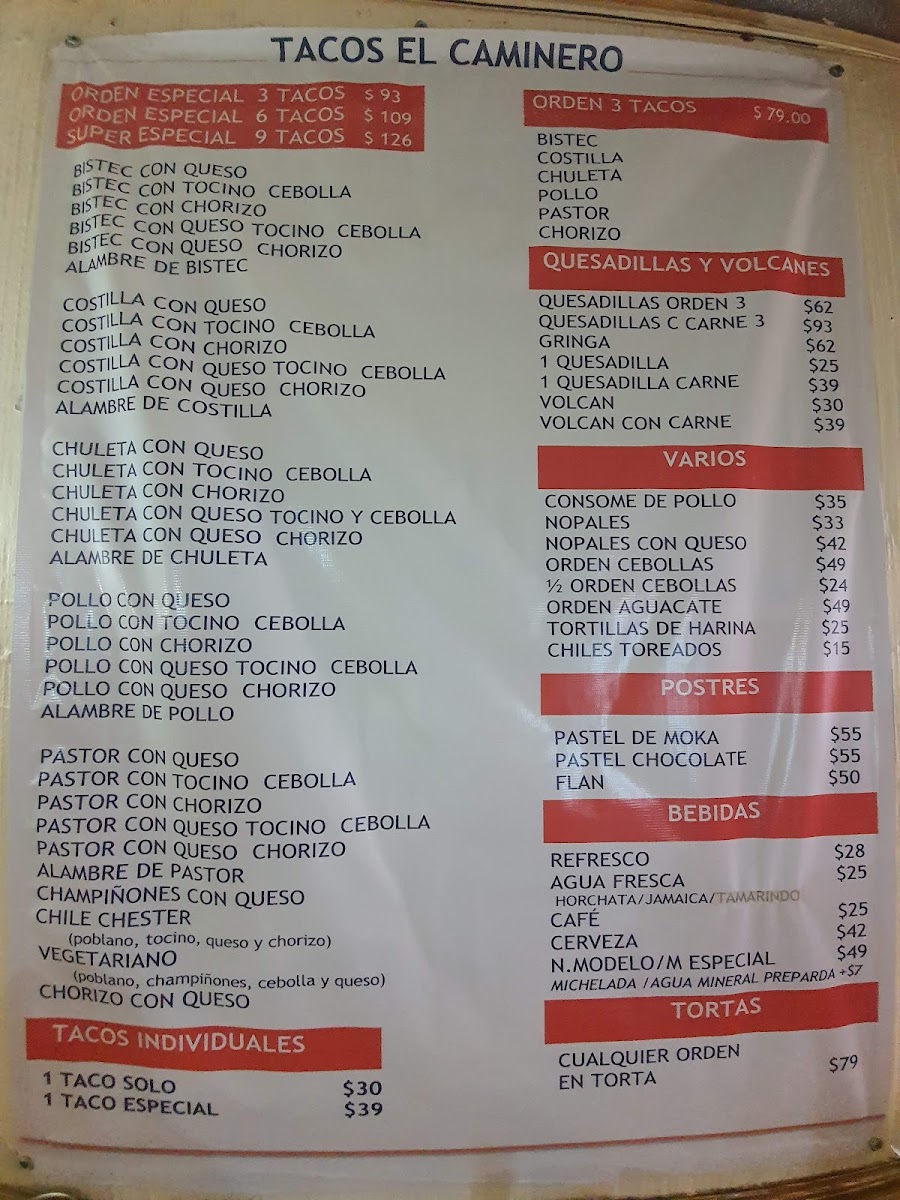 TACOS EL CAMINERO
ORDEN ESPECIAL 3 TACOS $ 93
ORDEN ESPECIAL 6 TACOS $ 109
SUPER ESPECIAL 9 TACOS $ 126
BISTEC CON QUESO
BISTEC CON TOCINO CEBOLLA
BISTEC CON CHORIZO
BISTEC CON QUESO TOCINO CEBOLLA
BISTEC CON QUESO CHORIZO
ALAMBRE DE BISTEC
COSTILLA CON QUESO
COSTILLA CON TOCINO CEBOLLA
COSTILLA CON CHORIZO
COSTILLA CON QUESO TOCINO CEBOLLA
COSTILLA CON QUESO CHORIZO
ALAMBRE DE COSTILLA
CHULETA CON QUESO
CHULETA CON TOCINO CEBOLLA
CHULETA CON CHORIZO
CHULETA CON QUESO TOCINO Y CEBOLLA
CHULETA CON QUESO CHORIZO
ALAMBRE DE CHULETA
POLLO CON QUESO
POLLO CON TOCINO CEBOLLA
POLLO CON CHORIZO
POLLO CON QUESO TOCINO CEBOLLA
POLLO CON QUESO CHORIZO
ALAMBRE DE POLLO
PASTOR CON QUESO
PASTOR CON TOCINO CEBOLLA
PASTOR CON CHORIZO
PASTOR CON QUESO TOCINO CEBOLLA
PASTOR CON QUESO CHORIZO
ALAMBRE DE PASTOR
CHAMPIÑONES CON QUESO
CHILE CHESTER
(poblano, tocino, queso y chorizo)
VEGETARIANO
(poblano, champiñones, cebolla y queso)
CHORIZO CON QUESO
TACOS INDIVIDUALES
1 TACO SOLO $30
1 TACO ESPECIAL $39
ORDEN 3 TACOS $ 79.00
BISTEC
COSTILLA
CHULETA
POLLO
PASTOR
CHORIZO
QUESADILLAS Y VOLCANES
QUESADILLAS ORDEN 3 $62
QUESADILLAS C CARNE 3 $93
GRINGA $62
1 QUESADILLA $25
1 QUESADILLA CARNE $39
VOLCAN $30
VOLCAN CON CARNE $39
VARIOS
CONSOME DE POLLO $35
NOPALES $33
NOPALES CON QUESO $42
ORDEN CEBOLLAS $49
½ ORDEN CEBOLLAS $24
ORDEN AGUACATE $49
TORTILLAS DE HARINA $25
CHILES TOREADOS $15
POSTRES
PASTEL DE MOKA $55
PASTEL CHOCOLATE $55
FLAN $50
BEBIDAS
REFRESCO $28
AGUA FRESCA $25
HORCHATA/JAMAICA/TAMARINDO
CAFÉ $25
CERVEZA $42
N.MODELO/M ESPECIAL $49
MICHELADA /AGUA MINERAL PREPARDA +$7
TORTAS
CUALQUIER ORDEN
EN TORTA $79